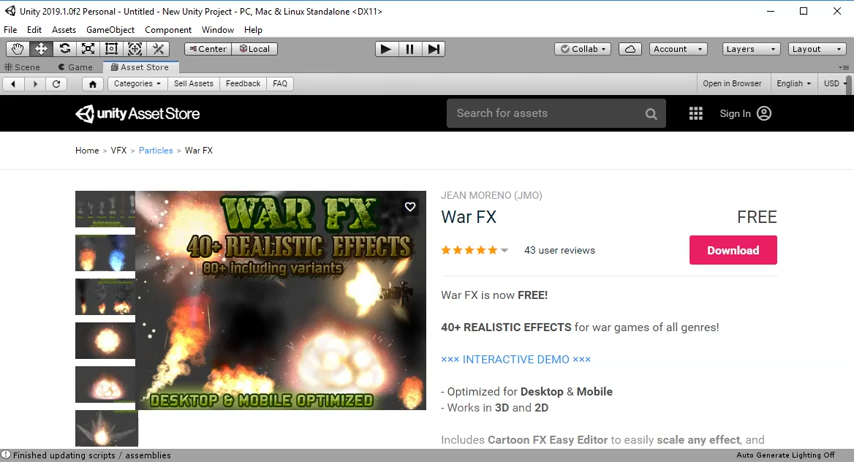 Unity 2019.1.0f2 Personal - Untitled - New Unity Project - PC, Mac & Linux Standalone <DX11>
File Edit Assets GameObject Component Window Help
Center Local Collab Account Layers Layout
Scene Game Asset Store
Categories Sell Assets Feedback FAQ Open in Browser English USD
unity Asset Store Search for assets Sign In
Home > VFX > Particles > War FX
WAR FX
40+ REALISTIC EFFECTS
80+ including variants
DESKTOP & MOBILE OPTIMIZED
JEAN MORENO (JMO)
War FX FREE
43 user reviews Download
War FX is now FREE!
40+ REALISTIC EFFECTS for war games of all genres!
××× INTERACTIVE DEMO ×××
- Optimized for Desktop & Mobile
- Works in 3D and 2D
Includes Cartoon FX Easy Editor to easily scale any effect, and
Finished updating scripts / assemblies Auto Generate Lighting Off